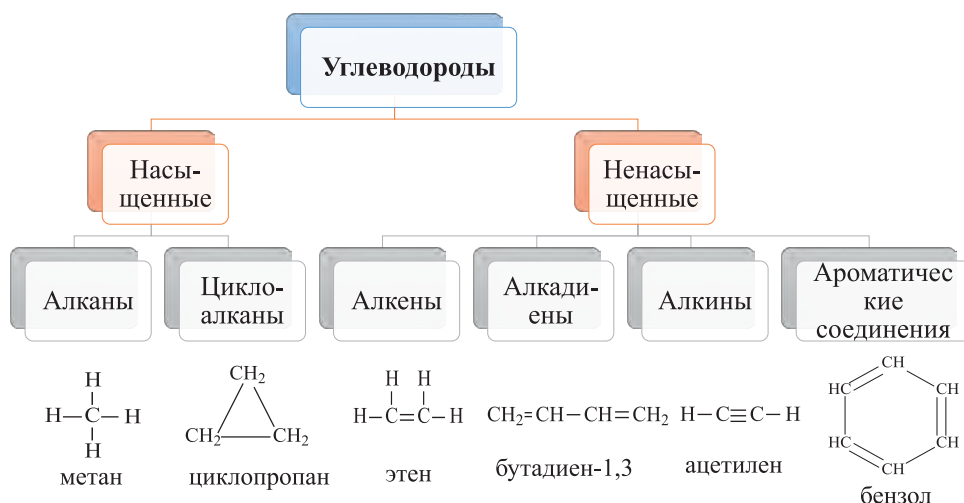 Углеводороды
Насы-
щенные
Ненасы-
щенные
Алканы
Цикло-
алканы
Алкены
Алкади-
ены
Алкины
Ароматичес
кие
соединения
H
H–C–H
H
метан
CH2
CH2 CH2
циклопропан
H H
H–C=C–H
этен
CH2=CH–CH=CH2
бутадиен-1,3
H–C≡C–H
ацетилен
CH
HC CH
HC CH
CH
бензол